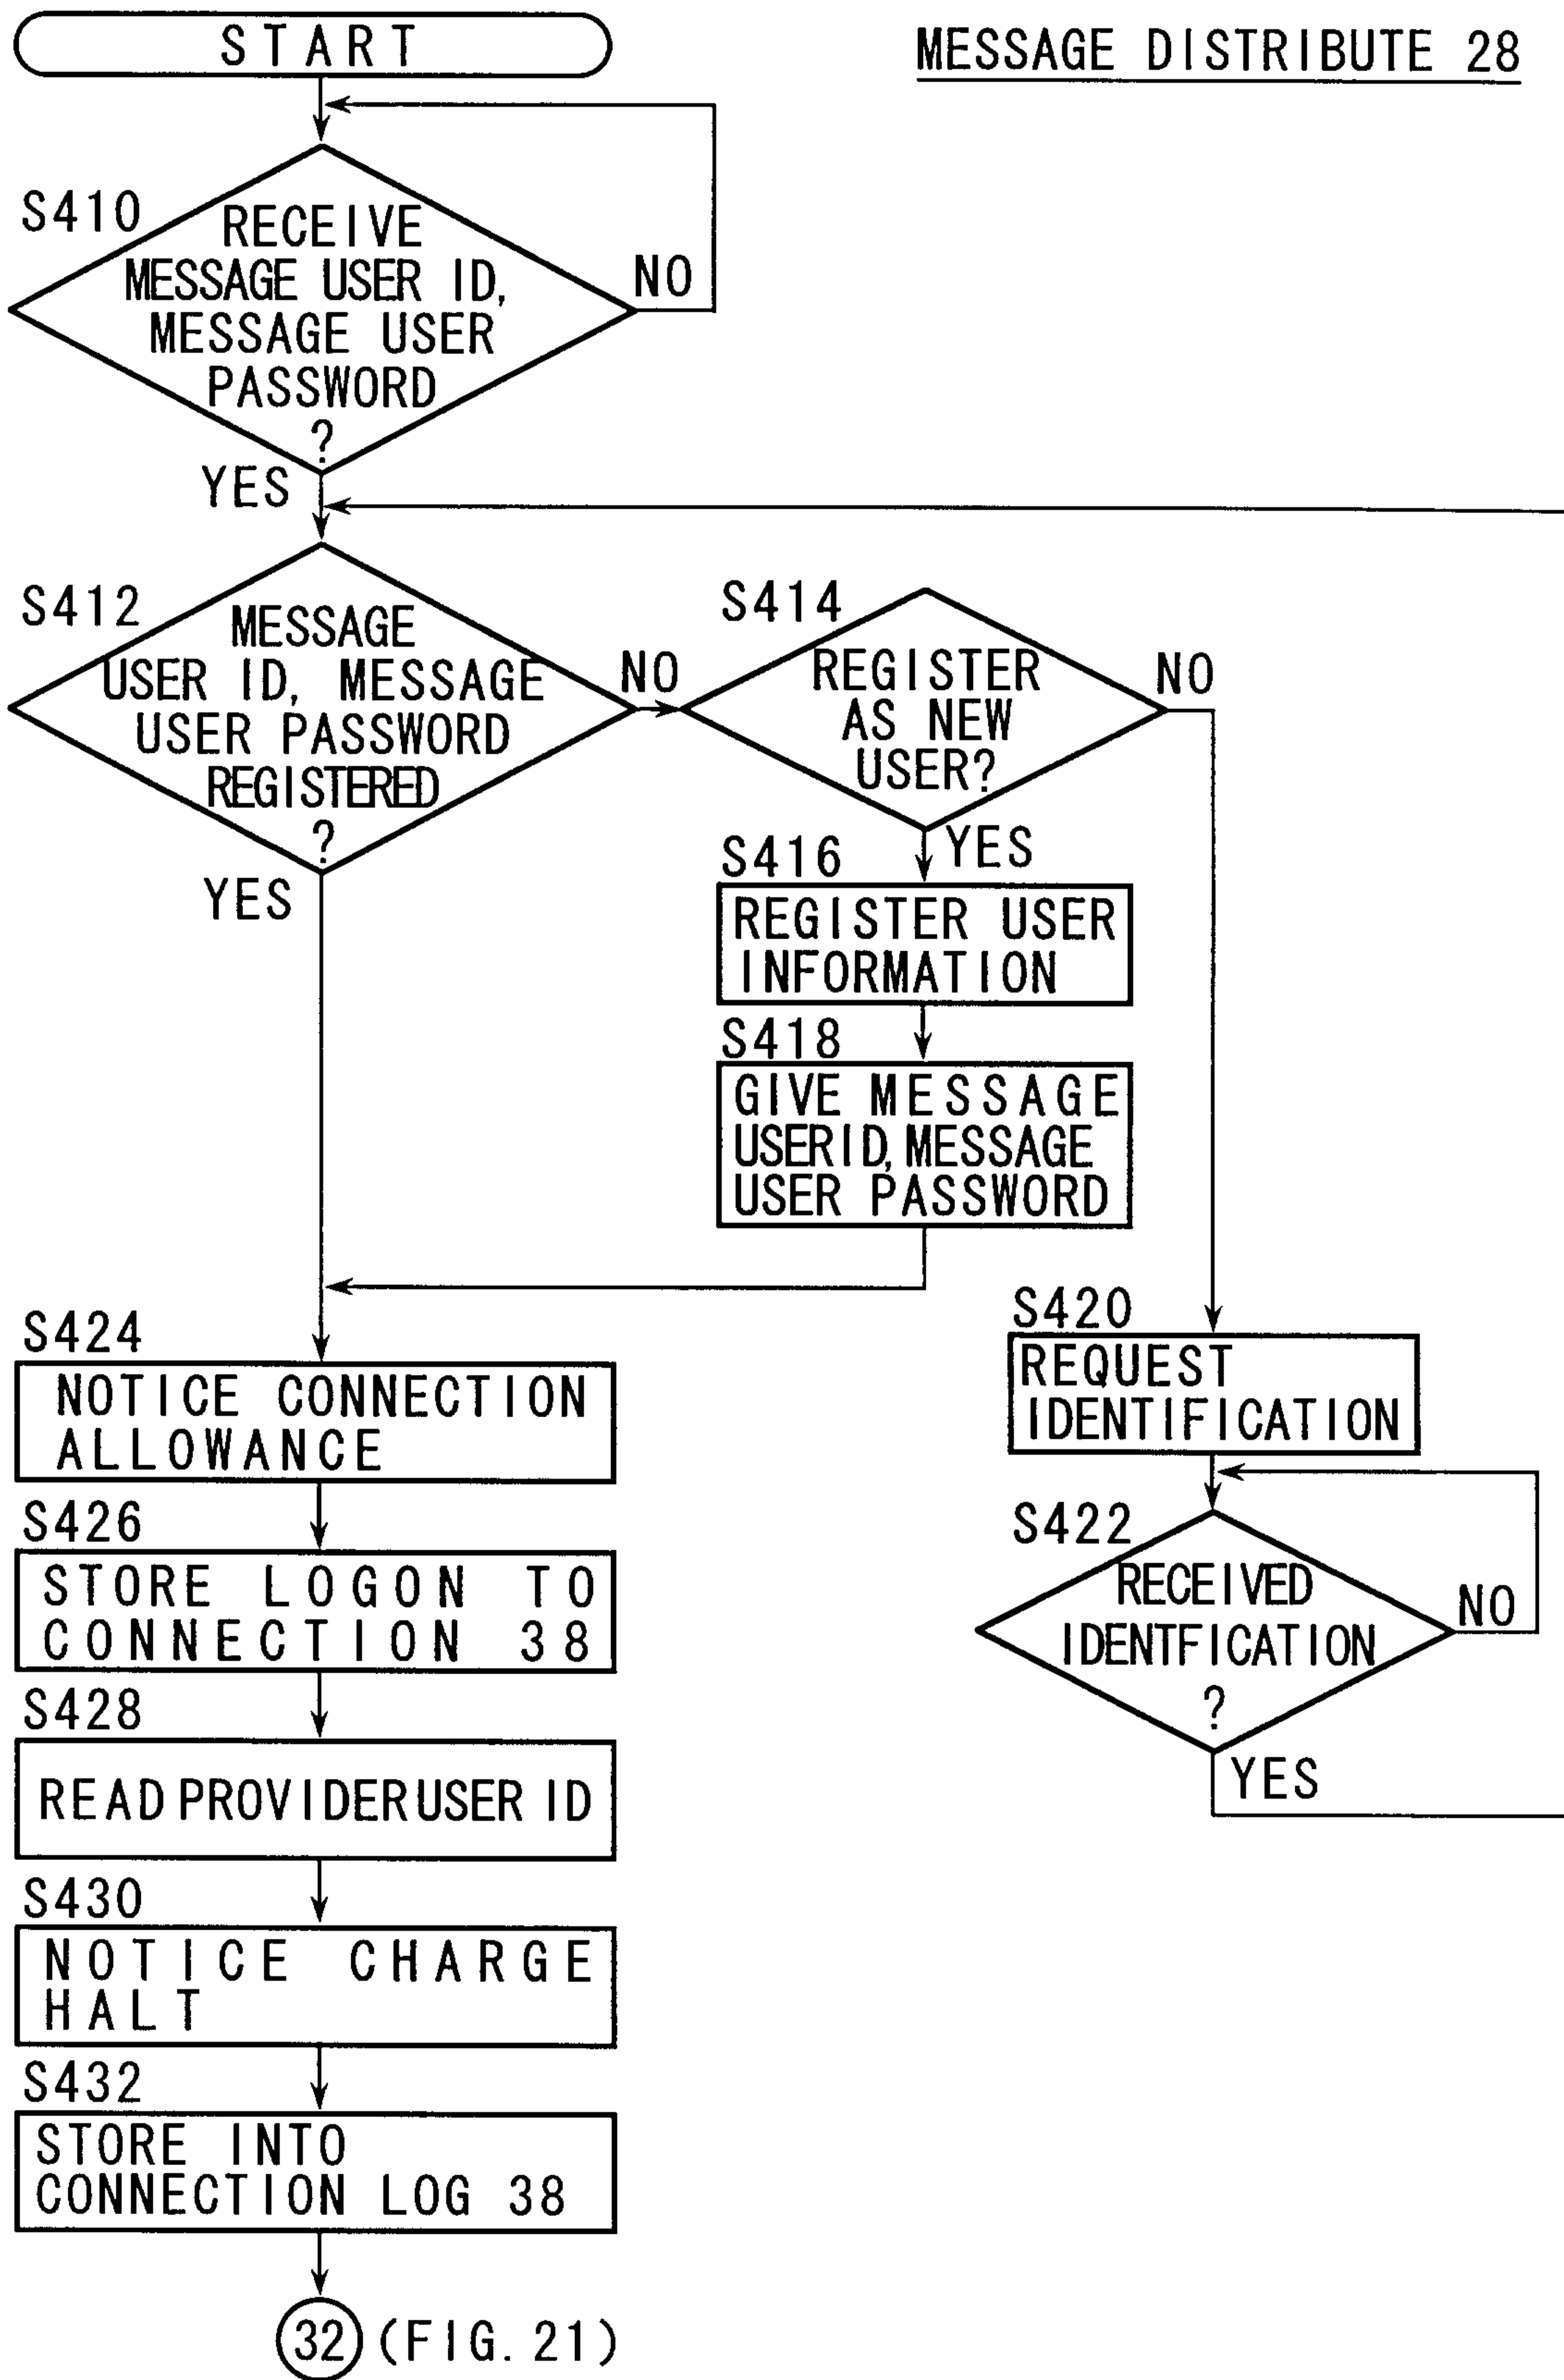 START
MESSAGE DISTRIBUTE 28
S410
RECEIVE
MESSAGE USER ID,
MESSAGE USER
PASSWORD
?
NO
YES
S412
MESSAGE
USER ID, MESSAGE
USER PASSWORD
REGISTERED
?
NO
YES
S414
REGISTER
AS NEW
USER?
NO
YES
S416
REGISTER USER
INFORMATION
S418
GIVE MESSAGE
USER ID, MESSAGE
USER PASSWORD
S420
REQUEST
IDENTIFICATION
S422
RECEIVED
IDENTFICATION
?
NO
YES
S424
NOTICE CONNECTION
ALLOWANCE
S426
STORE LOGON TO
CONNECTION 38
S428
READ PROVIDER USER ID
S430
NOTICE CHARGE
HALT
S432
STORE INTO
CONNECTION LOG 38
32 (FIG. 21)